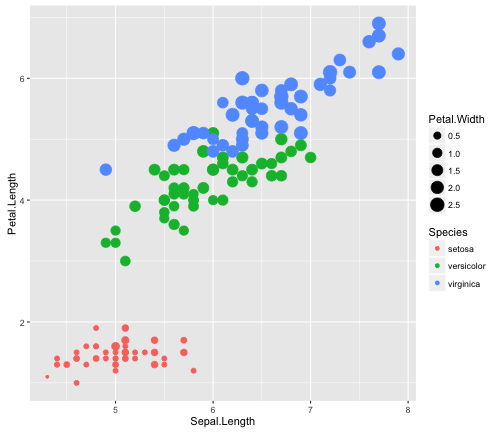 6
4
2
Petal.Length
5
6
7
8
Sepal.Length
Petal.Width
0.5
1.0
1.5
2.0
2.5
Species
setosa
versicolor
virginica